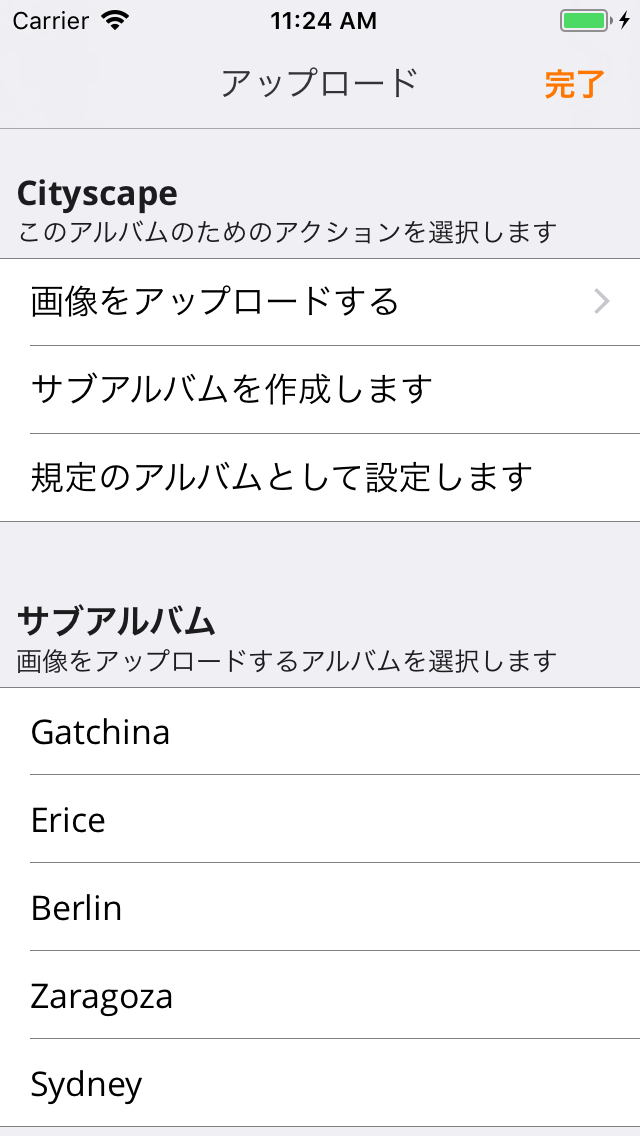 Carrier 11:24 AM
アップロード 完了
Cityscape
このアルバムのためのアクションを選択します
画像をアップロードする
サブアルバムを作成します
規定のアルバムとして設定します
サブアルバム
画像をアップロードするアルバムを選択します
Gatchina
Erice
Berlin
Zaragoza
Sydney